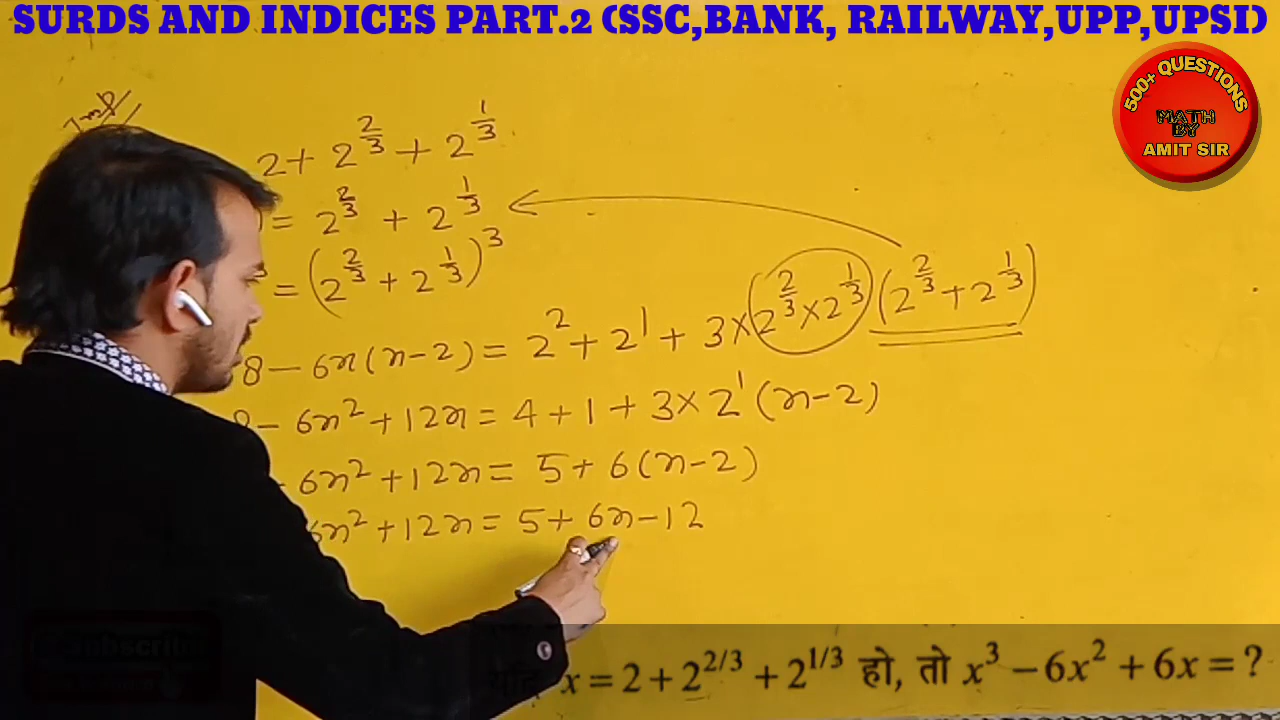 SURDS AND INDICES PART.2 (SSC,BANK, RAILWAY,UPP,UPSI)
500+ QUESTIONS
MATH
BY
AMIT SIR
Imp
2 + 2^{2/3} + 2^{1/3}
= 2^{2/3} + 2^{1/3}
= (2^{2/3} + 2^{1/3})^3
8 - 6x(x-2) = 2^2 + 2^1 + 3×(2^{2/3}×2^{1/3})(2^{2/3}+2^{1/3})
8 - 6x^2 + 12x = 4 + 1 + 3×2^1(x-2)
- 6x^2 + 12x = 5 + 6(x-2)
6x^2 + 12x = 5 + 6x - 12
Subscribe
यदि x = 2 + 2^{2/3} + 2^{1/3} हो, तो x^3 - 6x^2 + 6x = ?